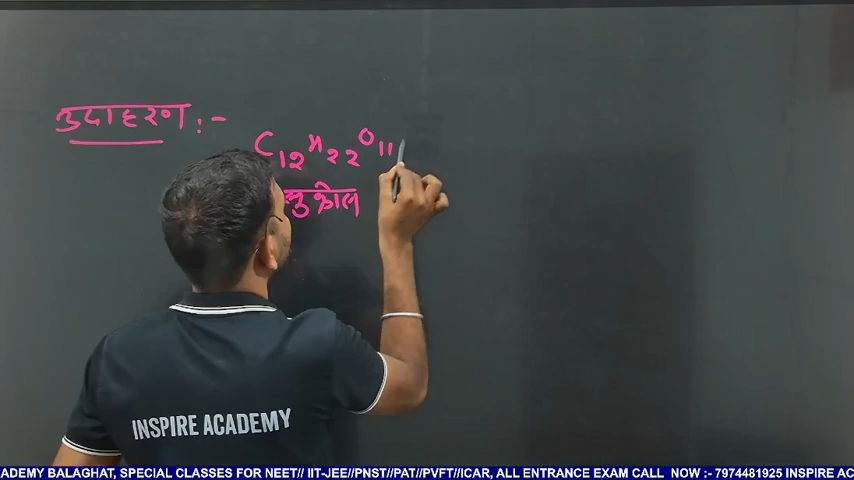 उदाहरण :-
C12H22O11
सुक्रोस
INSPIRE ACADEMY
ADEMY BALAGHAT, SPECIAL CLASSES FOR NEET// IIT-JEE//PNST//PAT//PVFT//ICAR, ALL ENTRANCE EXAM CALL NOW :- 7974481925 INSPIRE AC